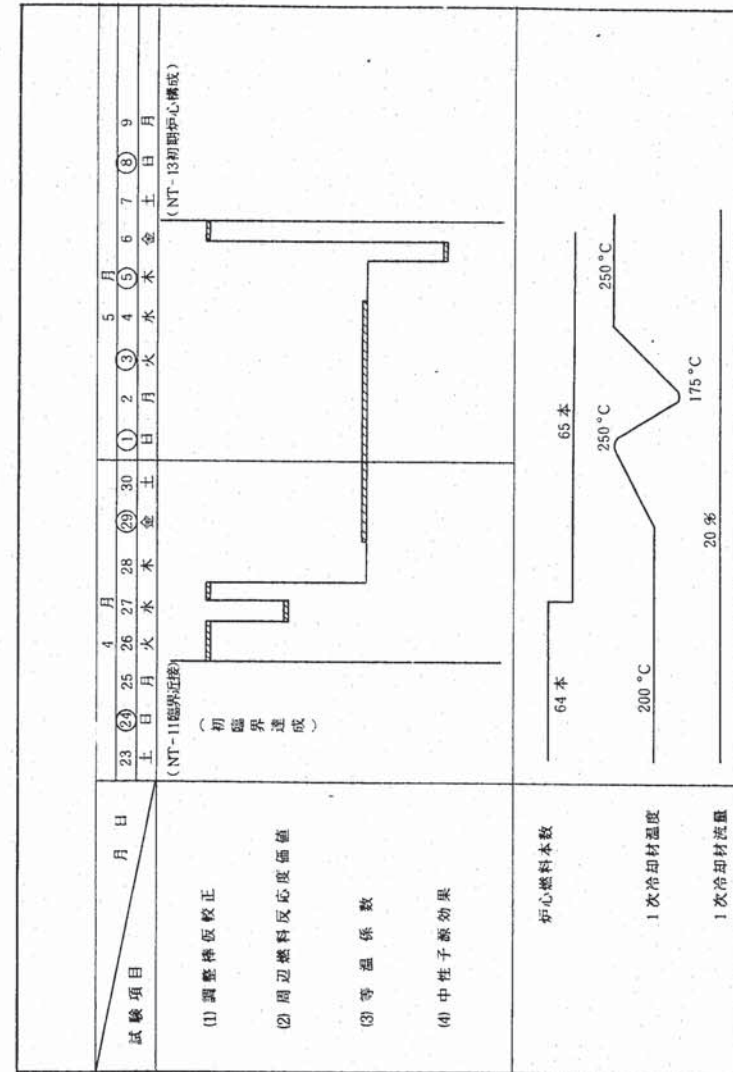 試験項目
月 日
4 月
5 月
23 24 25 26 27 28 29 30 1 2 3 4 5 6 7 8 9
土 日 月 火 水 木 金 土 日 月 火 水 木 金 土 日 月
(NT-11臨界近接)
(NT-13初期炉心構成)
(初臨界達成)
(1) 調整棒仮較正
(2) 周辺燃料反応度価値
(3) 等温係数
(4) 中性子源効果
炉心燃料本数
64 本
65 本
1次冷却材温度
200 °C
250 °C
175 °C
250 °C
1次冷却材流量
20 %